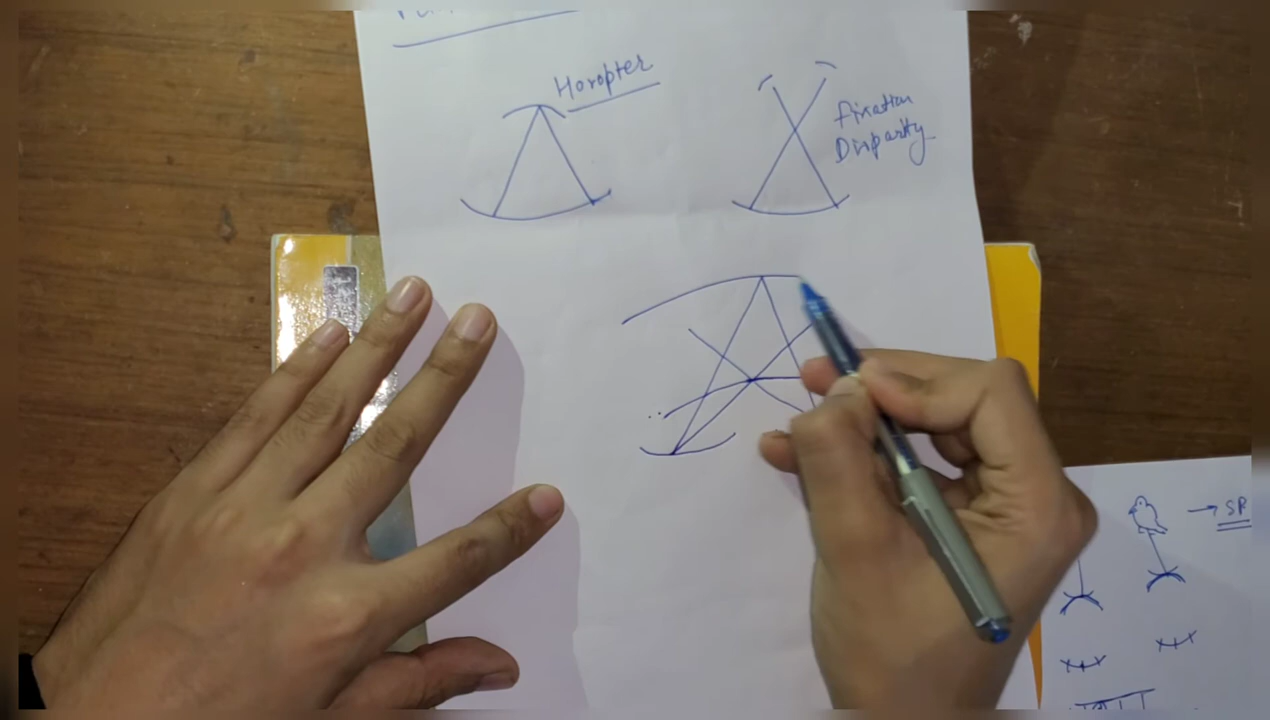 Horopter
fixation
Disparity
→ SP